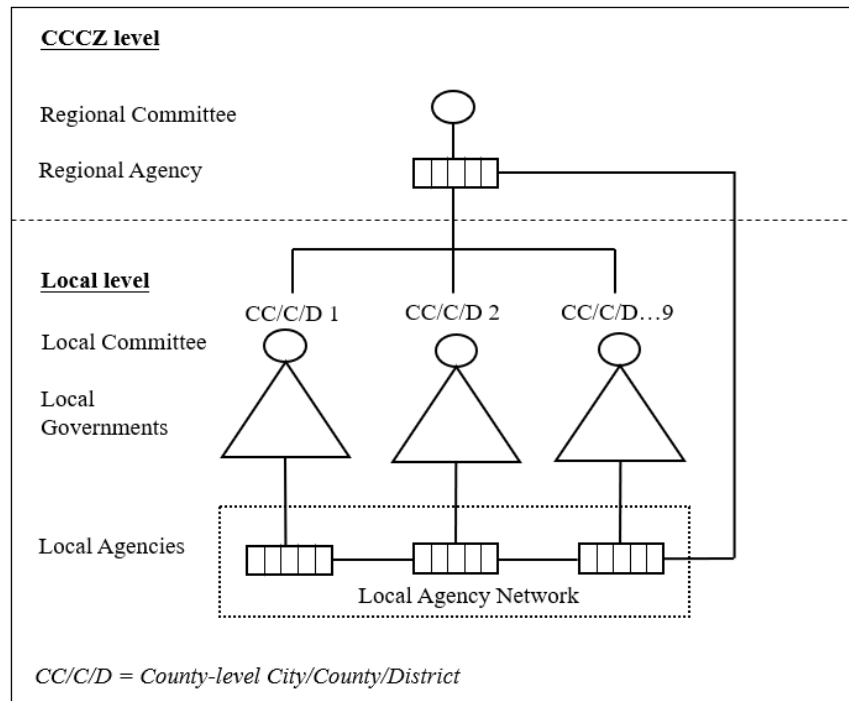 CCCZ level
Regional Committee
Regional Agency
Local level
CC/C/D 1
CC/C/D 2
CC/C/D…9
Local Committee
Local
Governments
Local Agencies
Local Agency Network
CC/C/D = County-level City/County/District